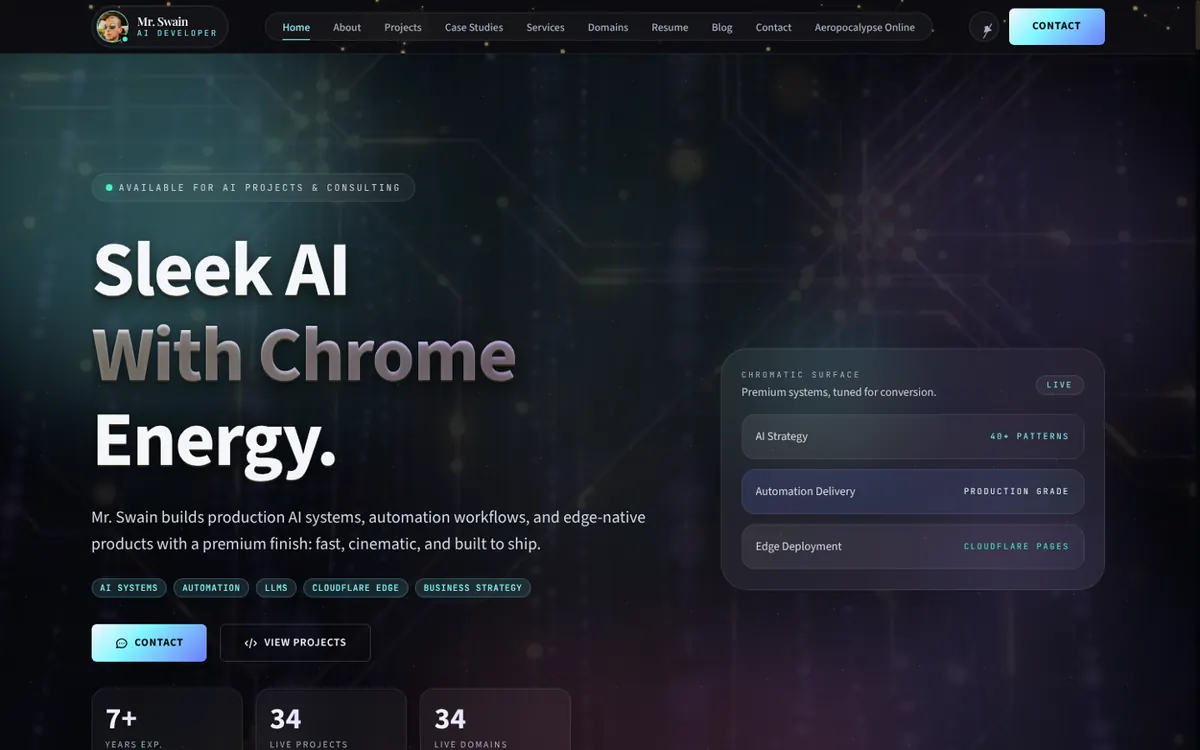 Mr. Swain
AI DEVELOPER
Home About Projects Case Studies Services Domains Resume Blog Contact Aeropocalypse Online
CONTACT
AVAILABLE FOR AI PROJECTS & CONSULTING
Sleek AI
With Chrome
Energy.
Mr. Swain builds production AI systems, automation workflows, and edge-native
products with a premium finish: fast, cinematic, and built to ship.
AI SYSTEMS AUTOMATION LLMS CLOUDFLARE EDGE BUSINESS STRATEGY
CONTACT </> VIEW PROJECTS
7+
YEARS EXP.
34
LIVE PROJECTS
34
LIVE DOMAINS
CHROMATIC SURFACE
Premium systems, tuned for conversion.
LIVE
AI Strategy 40+ PATTERNS
Automation Delivery PRODUCTION GRADE
Edge Deployment CLOUDFLARE PAGES